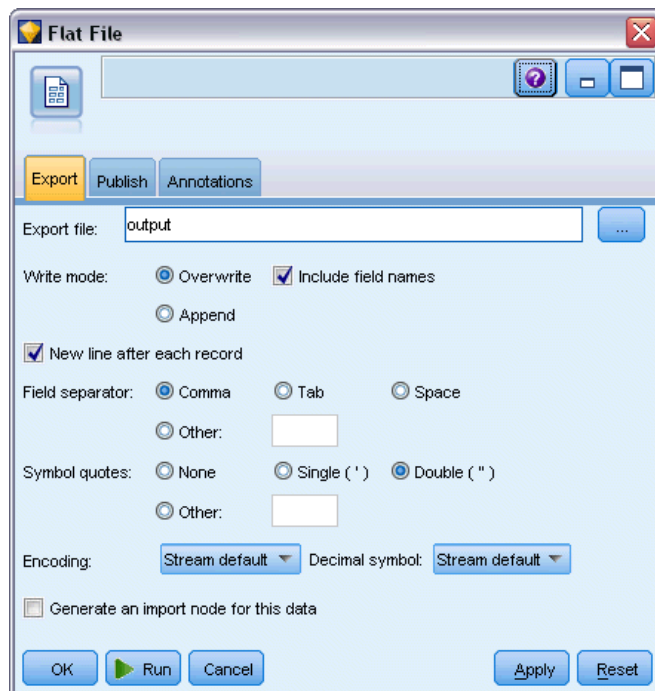 Flat File
Export Publish Annotations
Export file: output ...
Write mode: Overwrite Include field names
Append
New line after each record
Field separator: Comma Tab Space
Other:
Symbol quotes: None Single ( ' ) Double ( " )
Other:
Encoding: Stream default Decimal symbol: Stream default
Generate an import node for this data
OK Run Cancel Apply Reset